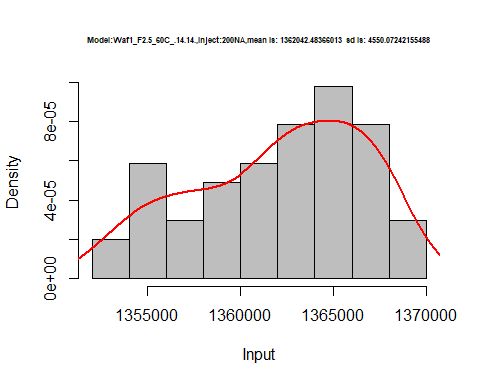 Model:Waf1_F2.5_60C_.14.14.,Inject:200NA,mean is: 1362042.48366013 sd is: 4550.07242155488
8e-05
4e-05
0e+00
Density
1355000 1360000 1365000 1370000
Input